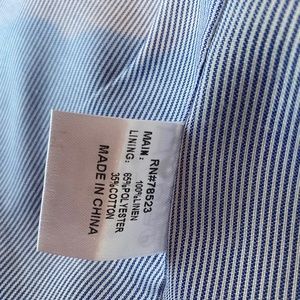 RN#78523
MAIN: 100%LINEN
LINING: 65%POLYESTER
35%COTTON
MADE IN CHINA